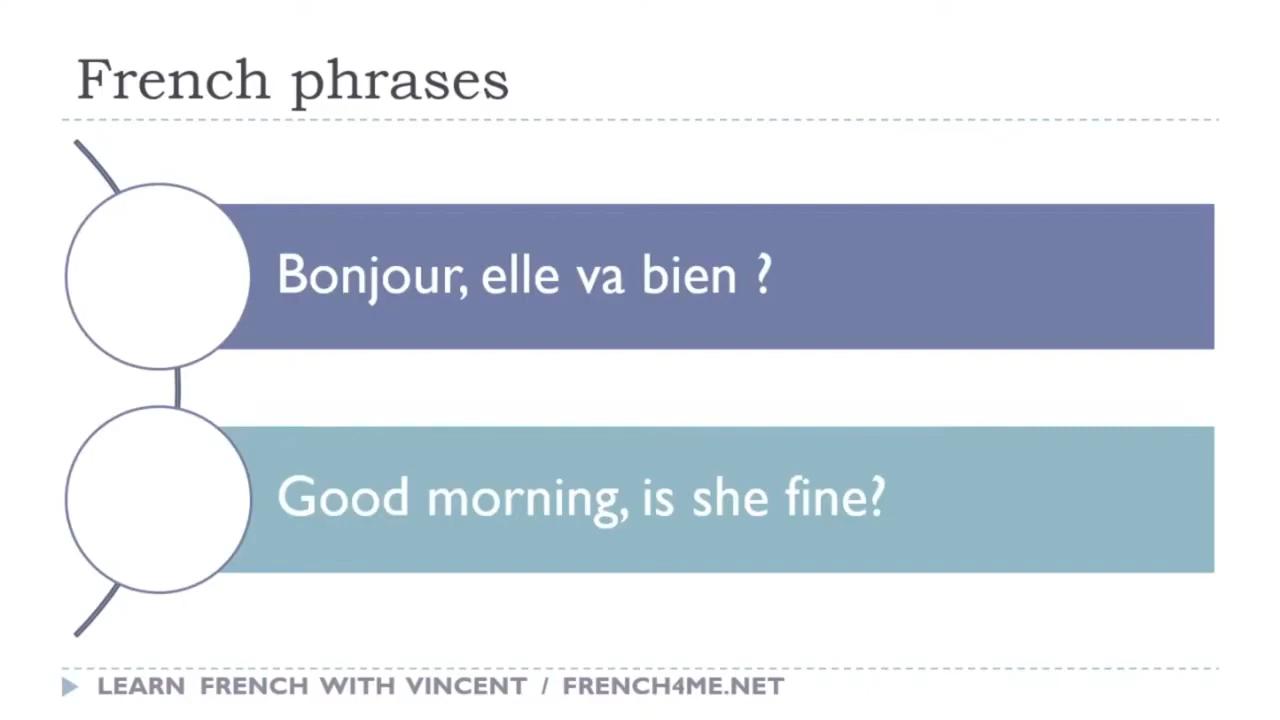 French phrases
Bonjour, elle va bien ?
Good morning, is she fine?
LEARN FRENCH WITH VINCENT / FRENCH4ME.NET